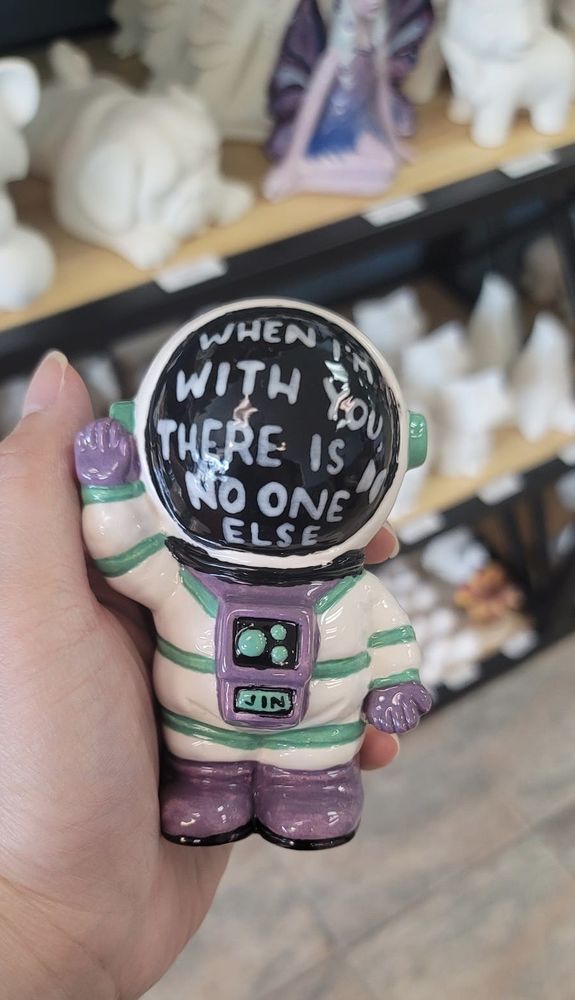 WHEN I'M
WITH YOU
THERE IS
NO ONE
ELSE
JIN